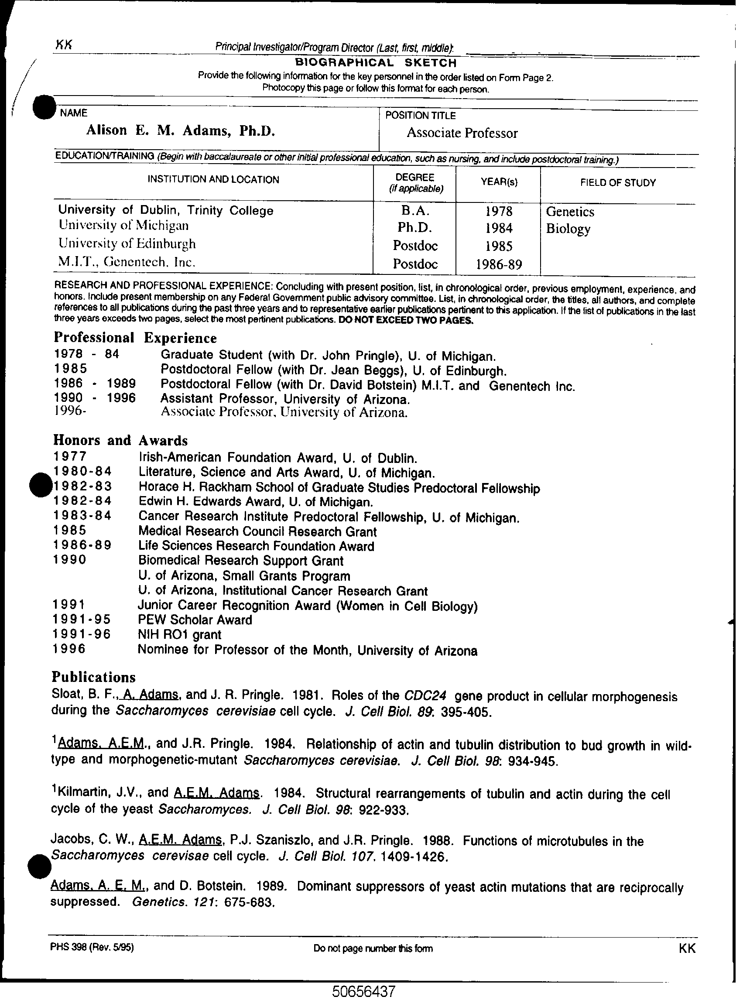 KK
Principal Investigator/Program Director (Last, first, middle):
BIOGRAPHICAL SKETCH
Provide the following information for the key personnel in the order listed on Form Page 2.
Photocopy this page or follow this format for each person.
NAME
POSITION TITLE
Alison E. M. Adams, Ph.D.
Associate Professor
EDUCATION/TRAINING (Begin with baccalaureate or other initial professional education, such as nursing, and include postdoctoral training.)
INSTITUTION AND LOCATION DEGREE (if applicable) YEAR(s) FIELD OF STUDY
University of Dublin, Trinity College B.A. 1978 Genetics
University of Michigan Ph.D. 1984 Biology
University of Edinburgh Postdoc 1985
M.I.T., Genentech, Inc. Postdoc 1986-89
RESEARCH AND PROFESSIONAL EXPERIENCE: Concluding with present position, list, in chronological order, previous employment, experience, and
honors. Include present membership on any Federal Government public advisory committee. List, in chronological order, the titles, all authors, and complete
references to all publications during the past three years and to representative earlier publications pertinent to this application. If the list of publications in the last
three years exceeds two pages, select the most pertinent publications. DO NOT EXCEED TWO PAGES.
Professional Experience
1978 - 84 Graduate Student (with Dr. John Pringle), U. of Michigan.
1985 Postdoctoral Fellow (with Dr. Jean Beggs), U. of Edinburgh.
1986 - 1989 Postdoctoral Fellow (with Dr. David Botstein) M.I.T. and Genentech Inc.
1990 - 1996 Assistant Professor, University of Arizona.
1996- Associate Professor, University of Arizona.
Honors and Awards
1977 Irish-American Foundation Award, U. of Dublin.
1980-84 Literature, Science and Arts Award, U. of Michigan.
1982-83 Horace H. Rackham School of Graduate Studies Predoctoral Fellowship
1982-84 Edwin H. Edwards Award, U. of Michigan.
1983-84 Cancer Research Institute Predoctoral Fellowship, U. of Michigan.
1985 Medical Research Council Research Grant
1986-89 Life Sciences Research Foundation Award
1990 Biomedical Research Support Grant
U. of Arizona, Small Grants Program
U. of Arizona, Institutional Cancer Research Grant
1991 Junior Career Recognition Award (Women in Cell Biology)
1991-95 PEW Scholar Award
1991-96 NIH RO1 grant
1996 Nominee for Professor of the Month, University of Arizona
Publications
Sloat, B. F., A. Adams, and J. R. Pringle. 1981. Roles of the CDC24 gene product in cellular morphogenesis
during the Saccharomyces cerevisiae cell cycle. J. Cell Biol. 89: 395-405.
1Adams, A.E.M., and J.R. Pringle. 1984. Relationship of actin and tubulin distribution to bud growth in wild-
type and morphogenetic-mutant Saccharomyces cerevisiae. J. Cell Biol. 98: 934-945.
1Kilmartin, J.V., and A.E.M. Adams. 1984. Structural rearrangements of tubulin and actin during the cell
cycle of the yeast Saccharomyces. J. Cell Biol. 98: 922-933.
Jacobs, C. W., A.E.M. Adams, P.J. Szaniszlo, and J.R. Pringle. 1988. Functions of microtubules in the
Saccharomyces cerevisae cell cycle. J. Cell Biol. 107. 1409-1426.
Adams, A. E. M., and D. Botstein. 1989. Dominant suppressors of yeast actin mutations that are reciprocally
suppressed. Genetics. 121: 675-683.
PHS 398 (Rev. 5/95) Do not page number this form KK
50656437